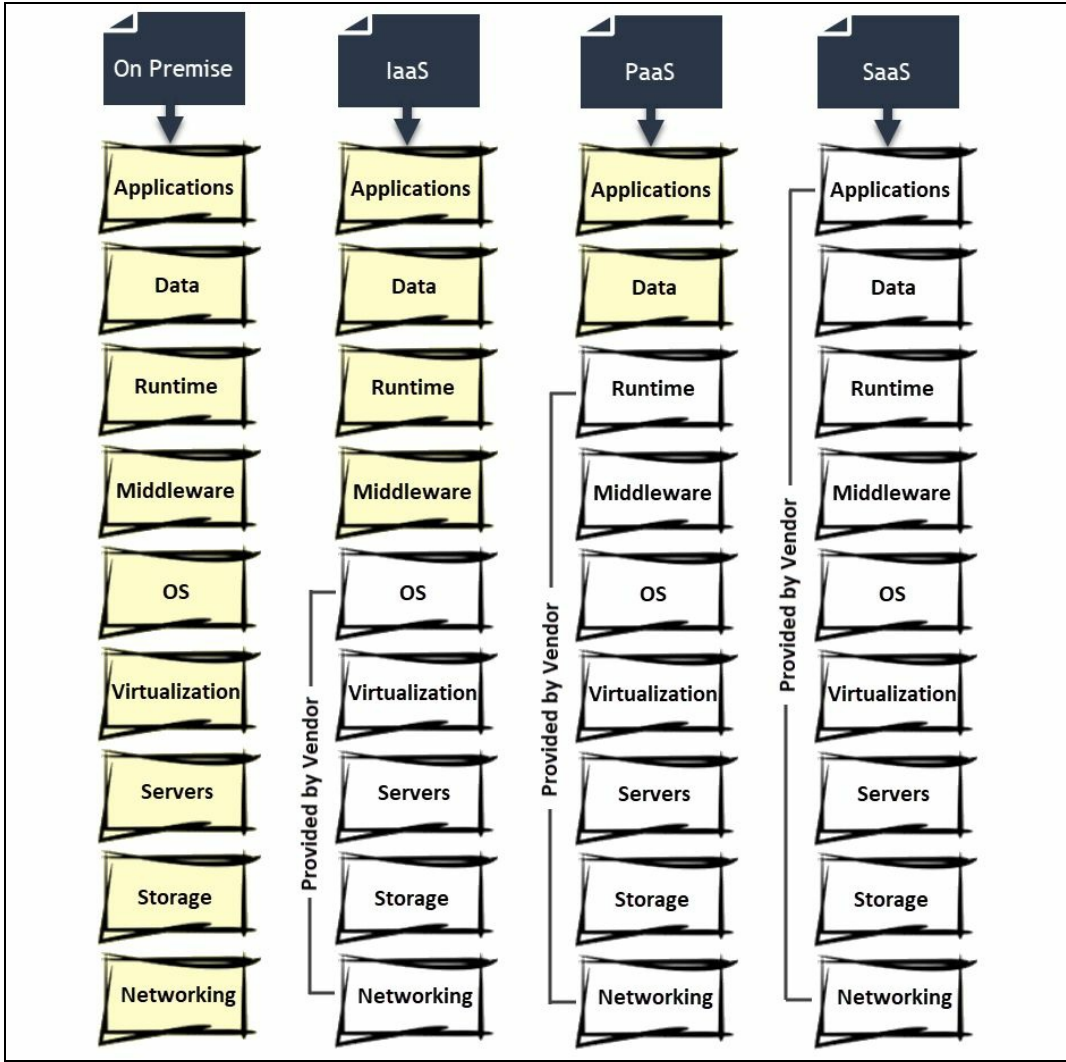 On Premise
IaaS
PaaS
SaaS
Applications
Applications
Applications
Applications
Data
Data
Data
Data
Runtime
Runtime
Runtime
Runtime
Middleware
Middleware
Middleware
Middleware
OS
OS
OS
OS
Virtualization
Virtualization
Virtualization
Virtualization
Servers
Servers
Servers
Servers
Storage
Storage
Storage
Storage
Networking
Networking
Networking
Networking
Provided by Vendor
Provided by Vendor
Provided by Vendor